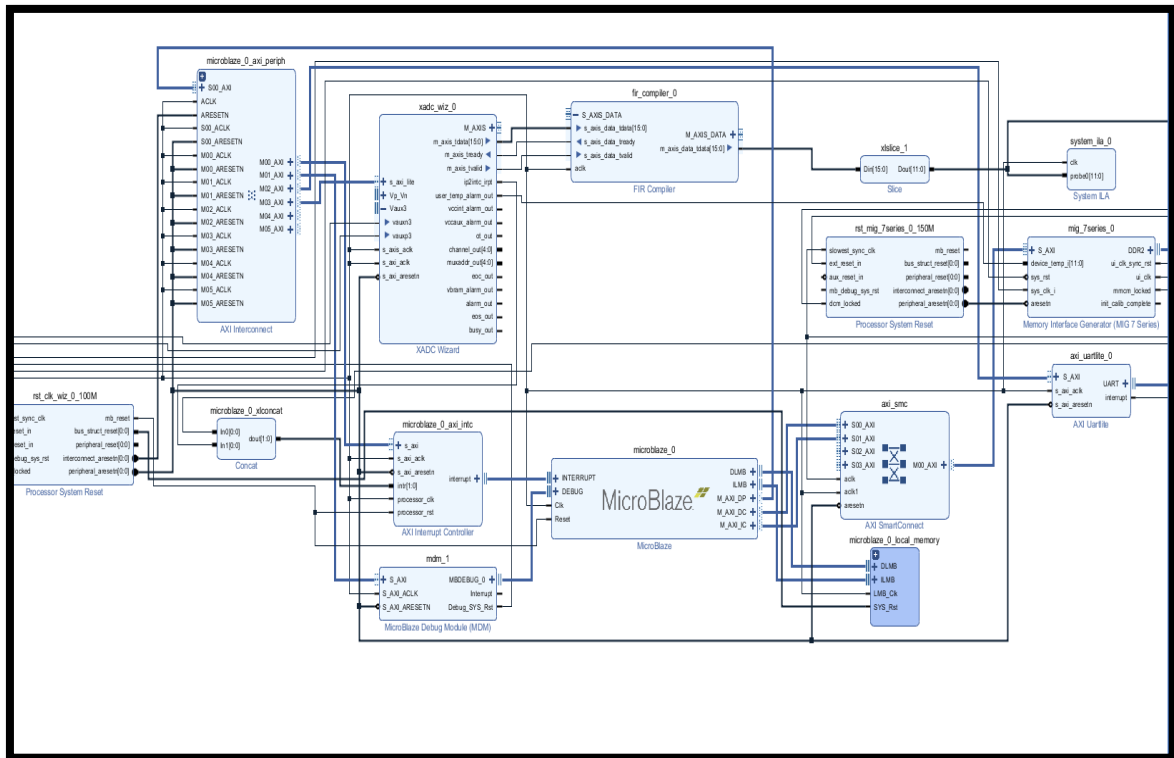 microblaze_0_axi_periph
S00_AXI
ACLK
ARESETN
S00_ACLK
S00_ARESETN
M00_ACLK
M00_ARESETN
M01_ACLK
M01_ARESETN
M02_ACLK
M02_ARESETN
M03_ACLK
M03_ARESETN
M04_ACLK
M04_ARESETN
M05_ACLK
M05_ARESETN
M00_AXI
M01_AXI
M02_AXI
M03_AXI
M04_AXI
M05_AXI
AXI Interconnect
xadc_wiz_0
s_axi_lite
Vp_Vn
Vaux3
vauxn3
vauxp3
s_axis_aclk
s_axi_aclk
s_axi_aresetn
M_AXIS
m_axis_tdata[15:0]
m_axis_tready
m_axis_tvalid
ip2intc_irpt
user_temp_alarm_out
vccint_alarm_out
vccaux_alarm_out
ot_out
channel_out[4:0]
muxaddr_out[4:0]
eoc_out
vbram_alarm_out
alarm_out
eos_out
busy_out
XADC Wizard
fir_compiler_0
S_AXIS_DATA
s_axis_data_tdata[15:0]
s_axis_data_tready
s_axis_data_tvalid
aclk
M_AXIS_DATA
m_axis_data_tdata[15:0]
FIR Compiler
xlslice_1
Din[15:0]
Dout[11:0]
Slice
system_ila_0
clk
probe0[11:0]
System ILA
rst_mig_7series_0_150M
slowest_sync_clk
ext_reset_in
aux_reset_in
mb_debug_sys_rst
dcm_locked
mb_reset
bus_struct_reset[0:0]
peripheral_reset[0:0]
interconnect_aresetn[0:0]
peripheral_aresetn[0:0]
Processor System Reset
mig_7series_0
S_AXI
device_temp_i[11:0]
sys_rst
sys_clk_i
aresetn
DDR2
ui_clk_sync_rst
ui_clk
mmcm_locked
init_calib_complete
Memory Interface Generator (MIG 7 Series)
axi_uartlite_0
S_AXI
s_axi_aclk
s_axi_aresetn
UART
interrupt
AXI Uartlite
rst_clk_wiz_0_100M
st_sync_clk
eset_in
eset_in
ebug_sys_rst
locked
mb_reset
bus_struct_reset[0:0]
peripheral_reset[0:0]
interconnect_aresetn[0:0]
peripheral_aresetn[0:0]
Processor System Reset
microblaze_0_xlconcat
In0[0:0]
In1[0:0]
dout[1:0]
Concat
microblaze_0_axi_intc
s_axi
s_axi_aclk
s_axi_aresetn
intr[1:0]
processor_clk
processor_rst
interrupt
AXI Interrupt Controller
microblaze_0
INTERRUPT
DEBUG
Clk
Reset
MicroBlaze
DLMB
ILMB
M_AXI_DP
M_AXI_DC
M_AXI_IC
MicroBlaze
axi_smc
S00_AXI
S01_AXI
S02_AXI
S03_AXI
aclk
aclk1
aresetn
M00_AXI
AXI SmartConnect
mdm_1
S_AXI
S_AXI_ACLK
S_AXI_ARESETN
MBDEBUG_0
Interrupt
Debug_SYS_Rst
MicroBlaze Debug Module (MDM)
microblaze_0_local_memory
DLMB
ILMB
LMB_Clk
SYS_Rst